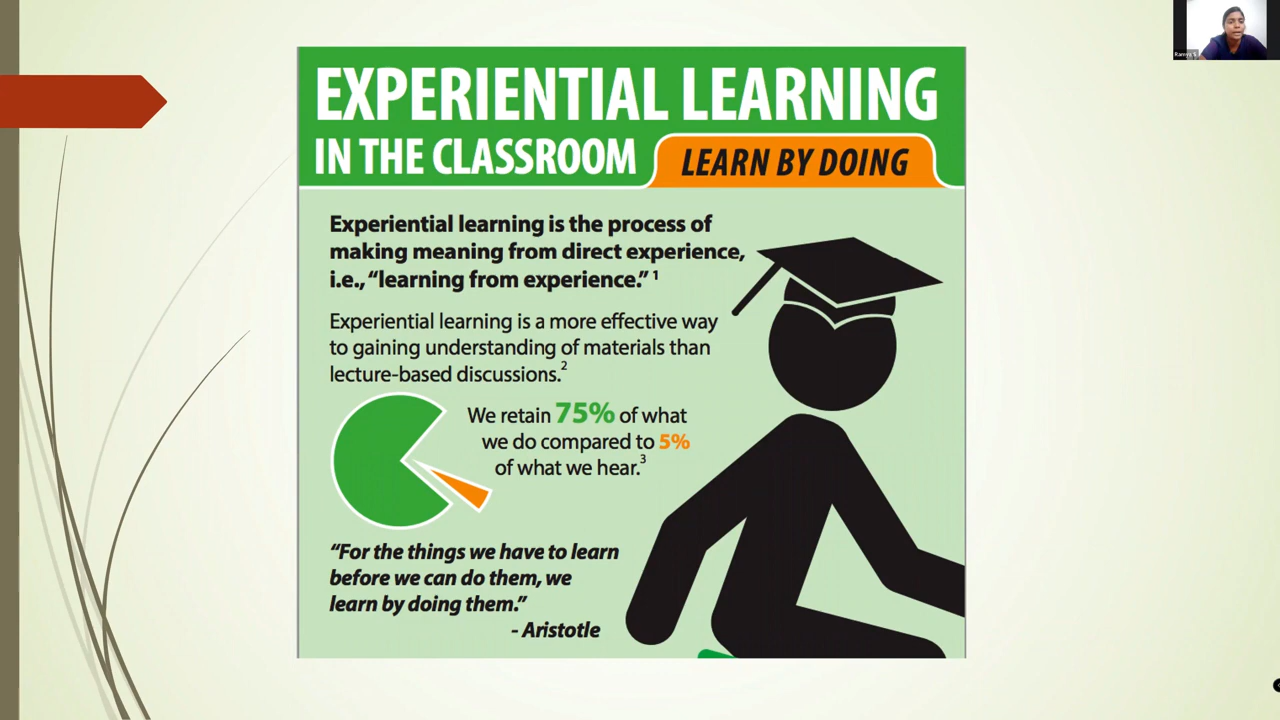 EXPERIENTIAL LEARNING
IN THE CLASSROOM
LEARN BY DOING
Experiential learning is the process of
making meaning from direct experience,
i.e., “learning from experience.” 1
Experiential learning is a more effective way
to gaining understanding of materials than
lecture-based discussions.2
We retain 75% of what
we do compared to 5%
of what we hear.3
“For the things we have to learn
before we can do them, we
learn by doing them.”
- Aristotle